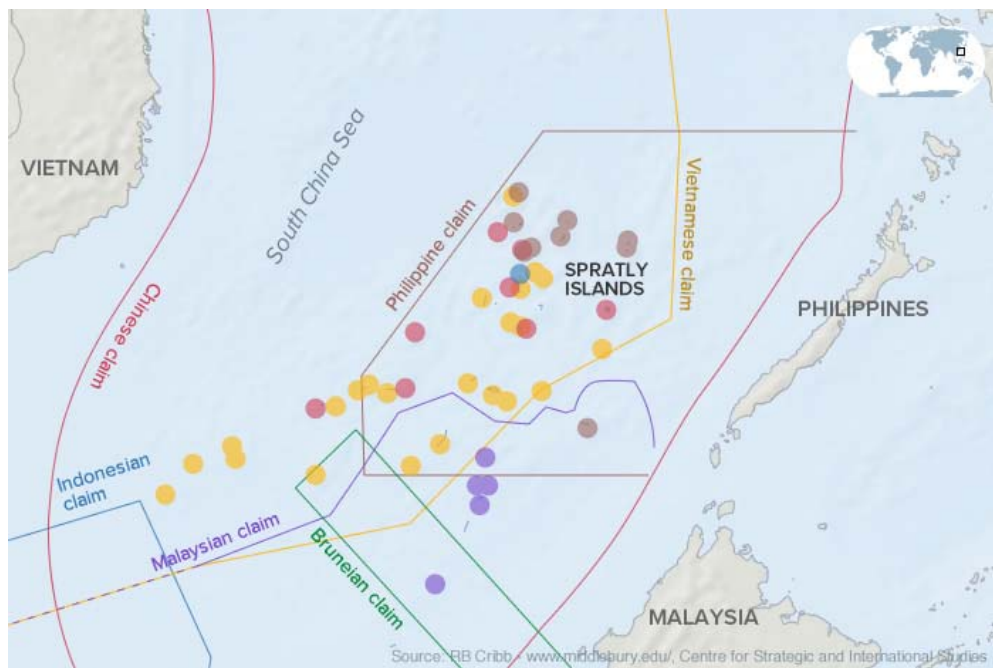 VIETNAM
South China Sea
Chinese claim
Philippine claim
Vietnamese claim
SPRATLY
ISLANDS
PHILIPPINES
Indonesian
claim
Malaysian claim
Bruneian claim
MALAYSIA
Source: RB Cribb - www.middlebury.edu/, Centre for Strategic and International Studies